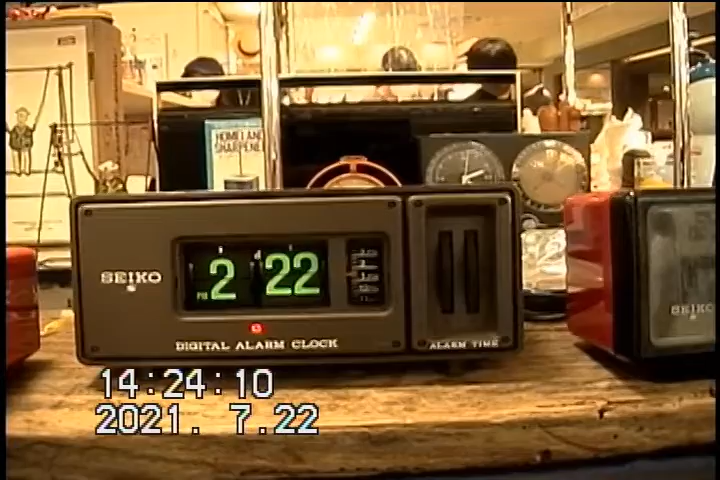 HOMELAND
SHARPENER
SEIKO
PM 2 22
DIGITAL ALARM CLOCK
ALARM TIME
SEIKO
14:24:10
2021. 7.22